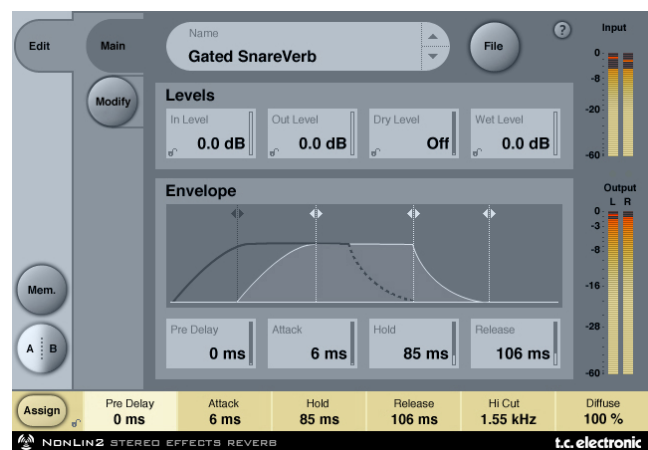 Edit
Main
Name
Gated SnareVerb
File
?
Input
Modify
Levels
In Level
0.0 dB
Out Level
0.0 dB
Dry Level
Off
Wet Level
0.0 dB
0
-8
-20
-60
Envelope
Output
L R
0
-3
-8
-16
-28
-60
Mem.
A B
Pre Delay
0 ms
Attack
6 ms
Hold
85 ms
Release
106 ms
Assign
Pre Delay
0 ms
Attack
6 ms
Hold
85 ms
Release
106 ms
Hi Cut
1.55 kHz
Diffuse
100 %
NONLIN2 STEREO EFFECTS REVERB
t.c. electronic